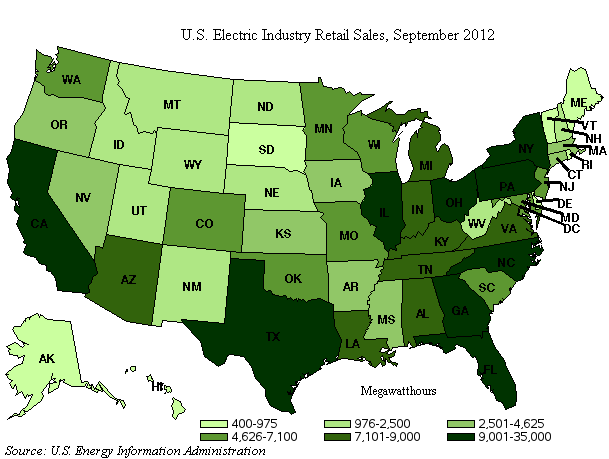 U.S. Electric Industry Retail Sales, September 2012
WA
MT
ND
MN
ME
OR
ID
SD
WI
MI
NY
VT
NH
MA
RI
CT
WY
NE
IA
PA
NJ
NV
UT
CO
IL
IN
OH
DE
MD
DC
CA
KS
MO
WV
VA
KY
AZ
NM
OK
AR
TN
NC
SC
TX
LA
MS
AL
GA
FL
AK
HI
Megawatthours
400-975 976-2,500 2,501-4,625
4,626-7,100 7,101-9,000 9,001-35,000
Source: U.S. Energy Information Administration